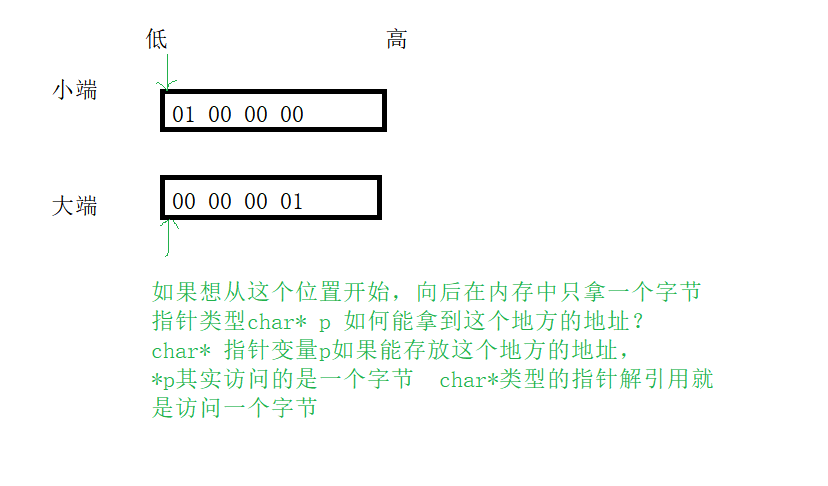 低 高
小端
01 00 00 00
大端
00 00 00 01
如果想从这个位置开始，向后在内存中只拿一个字节
指针类型char* p 如何能拿到这个地方的地址？
char* 指针变量p如果能存放这个地方的地址，
*p其实访问的是一个字节 char*类型的指针解引用就
是访问一个字节